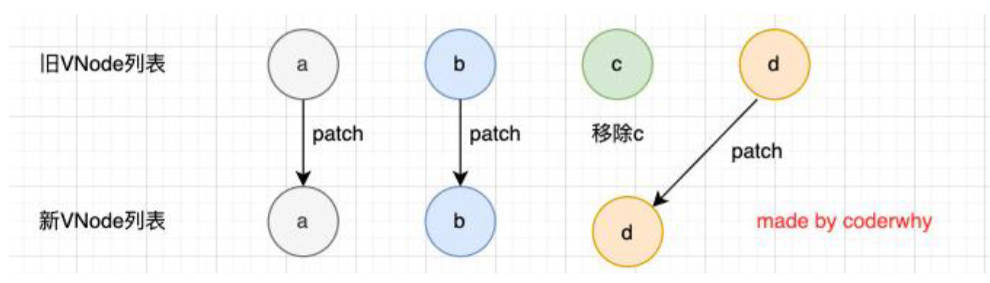 旧VNode列表 a b c d
patch patch 移除c patch
新VNode列表 a b d made by coderwhy